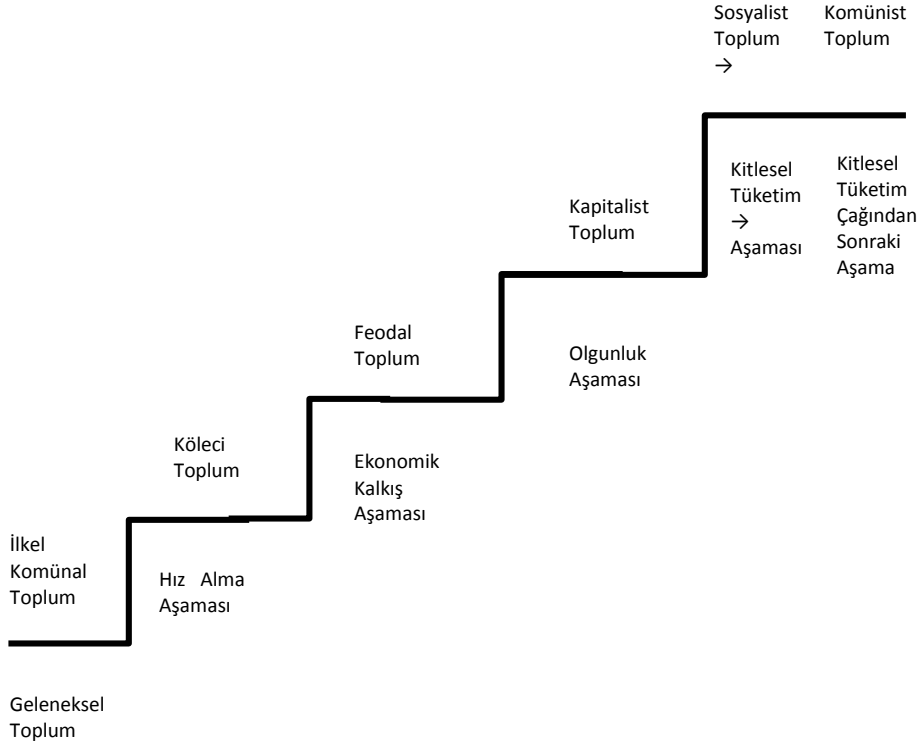 Sosyalist
Toplum
→
Komünist
Toplum
Kitlesel
Tüketim
→
Aşaması
Kitlesel
Tüketim
Çağından
Sonraki
Aşama
Kapitalist
Toplum
Olgunluk
Aşaması
Feodal
Toplum
Ekonomik
Kalkış
Aşaması
Köleci
Toplum
Hız Alma
Aşaması
İlkel
Komünal
Toplum
Geleneksel
Toplum